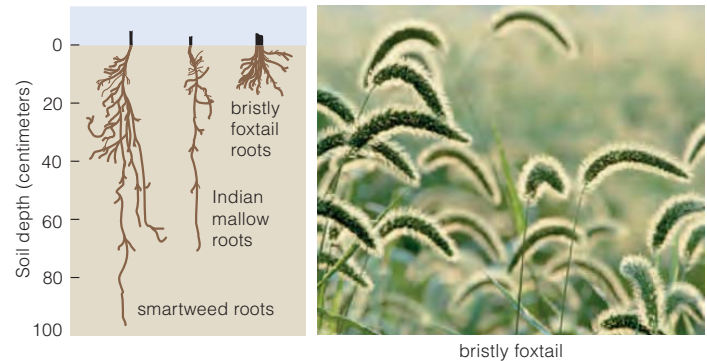 Soil depth (centimeters)
0
20
40
60
80
100
bristly
foxtail
roots
Indian
mallow
roots
smartweed roots
bristly foxtail